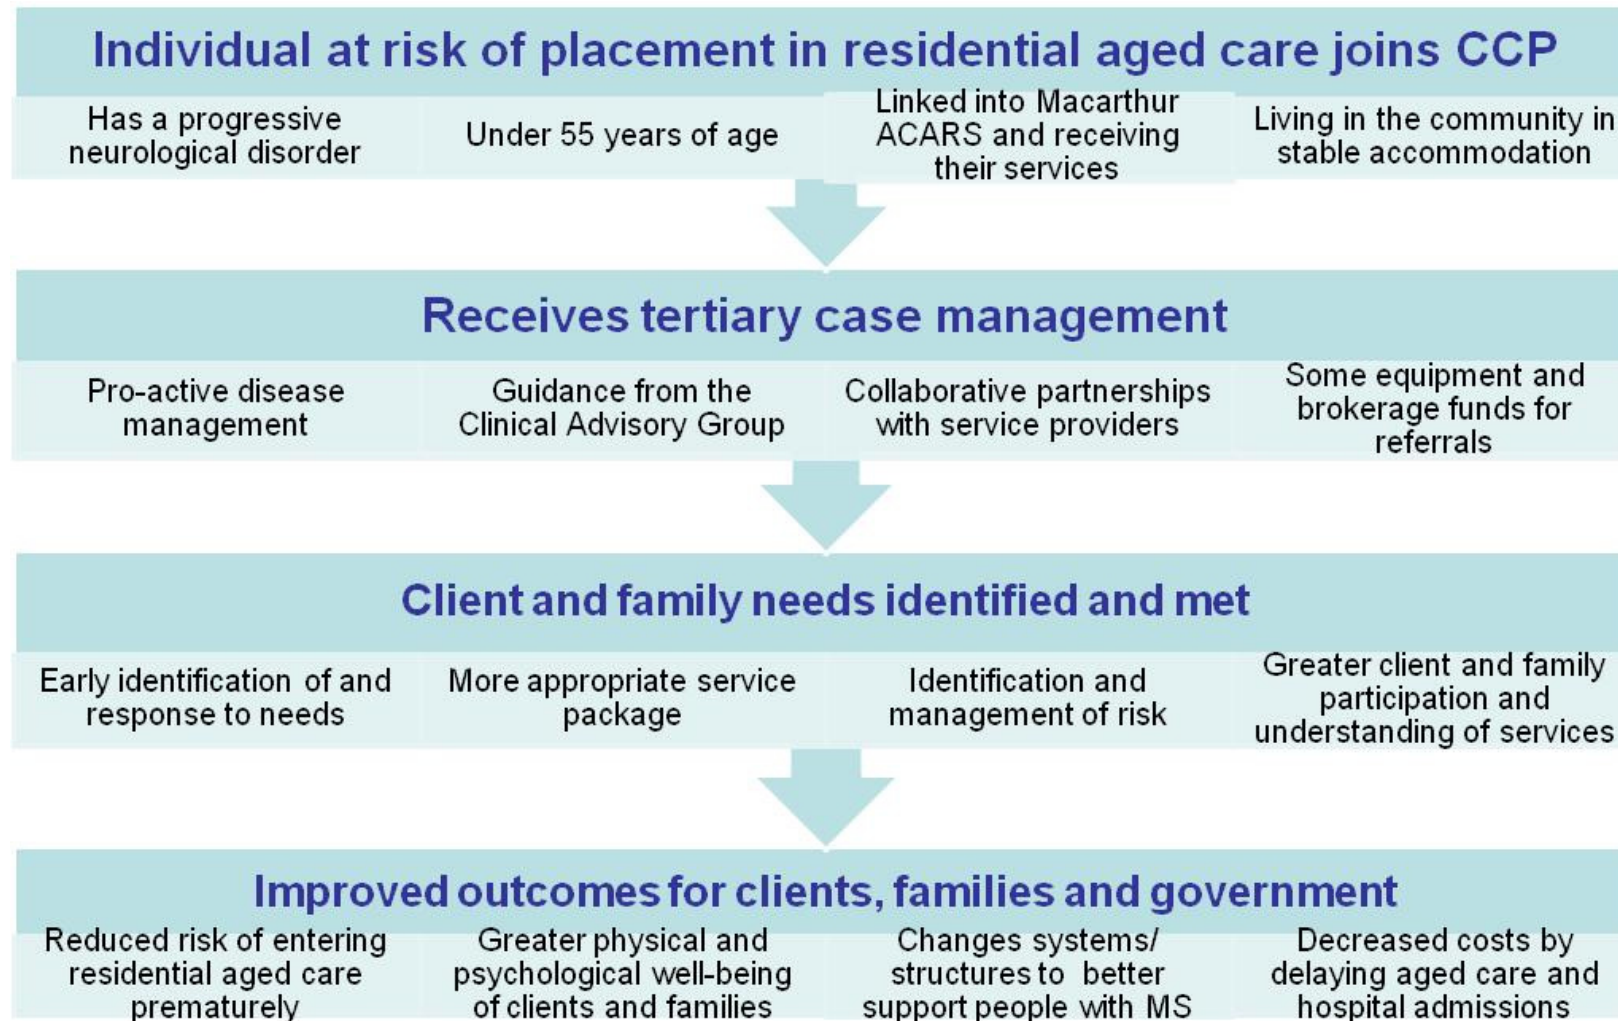 Individual at risk of placement in residential aged care joins CCP
Has a progressive
neurological disorder
Under 55 years of age
Linked into Macarthur
ACARS and receiving
their services
Living in the community in
stable accommodation
Receives tertiary case management
Pro-active disease
management
Guidance from the
Clinical Advisory Group
Collaborative partnerships
with service providers
Some equipment and
brokerage funds for
referrals
Client and family needs identified and met
Early identification of and
response to needs
More appropriate service
package
Identification and
management of risk
Greater client and family
participation and
understanding of services
Improved outcomes for clients, families and government
Reduced risk of entering
residential aged care
prematurely
Greater physical and
psychological well-being
of clients and families
Changes systems/
structures to better
support people with MS
Decreased costs by
delaying aged care and
hospital admissions